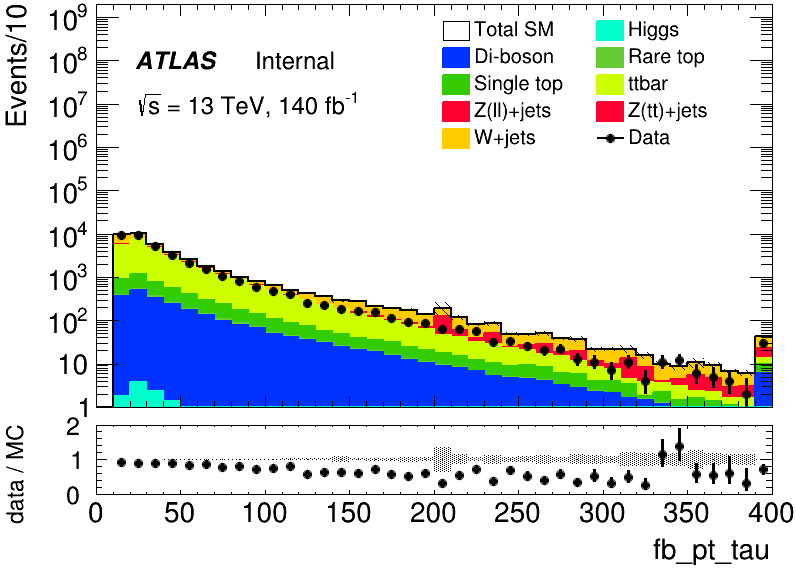 Events/10
10⁹
10⁸
10⁷
10⁶
10⁵
10⁴
10³
10²
10
1
ATLAS Internal
√s = 13 TeV, 140 fb⁻¹
Total SM
Higgs
Di-boson
Rare top
Single top
ttbar
Z(ll)+jets
Z(tt)+jets
W+jets
Data
data / MC
2
1
0
0 50 100 150 200 250 300 350 400
fb_pt_tau